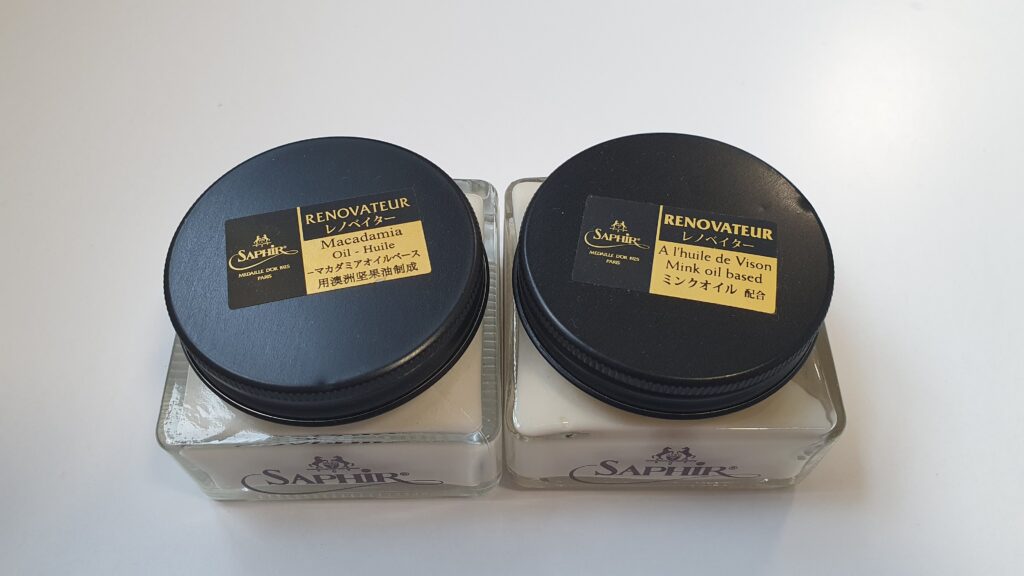 RENOVATEUR
レノベイター
Macadamia
Oil - Huile
-マカダミアオイルベース
用澳洲坚果油制成
SAPHIR
MEDAILLE D'OR 1925
PARIS
RENOVATEUR
レノベイター
A l'huile de Vison
Mink oil based
ミンクオイル 配合
SAPHIR
MEDAILLE D'OR 1925
PARIS
SAPHIR®
SAPHIR®